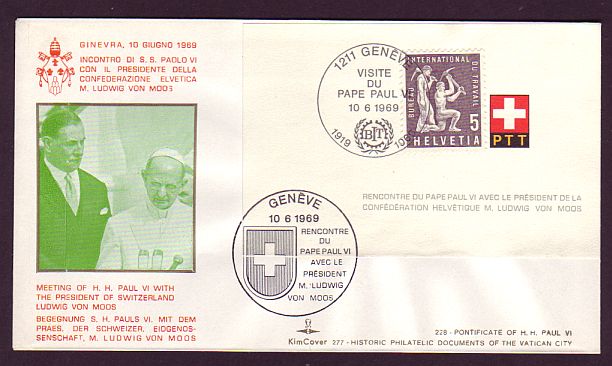 GINEVRA, 10 GIUGNO 1969
INCONTRO DI S.S. PAOLO VI
CON IL PRESIDENTE DELLA
CONFEDERAZIONE ELVETICA
M. LUDWIG VON MOOS
MEETING OF H. H. PAUL VI WITH
THE PRESIDENT OF SWITZERLAND
LUDWIG VON MOOS
BEGEGNUNG S. H. PAULS VI. MIT DEM
PRAES. DER SCHWEIZER, EIDGENOS-
SENSCHAFT, M. LUDWIG VON MOOS
1211 GENÈVE
VISITE
DU
PAPE PAUL VI
10 6 1969
1919
BIT
BUREAU INTERNATIONAL DU TRAVAIL
5
HELVETIA
PTT
RENCONTRE DU PAPE PAUL VI AVEC LE PRÉSIDENT DE LA
CONFÉDÉRATION HELVÉTIQUE M. LUDWIG VON MOOS
GENÈVE
10 6 1969
RENCONTRE
DU
PAPE PAUL VI
AVEC LE
PRÉSIDENT
M. LUDWIG
VON MOOS
228 - PONTIFICATE OF H. H. PAUL VI
KimCover 277 - HISTORIC PHILATELIC DOCUMENTS OF THE VATICAN CITY